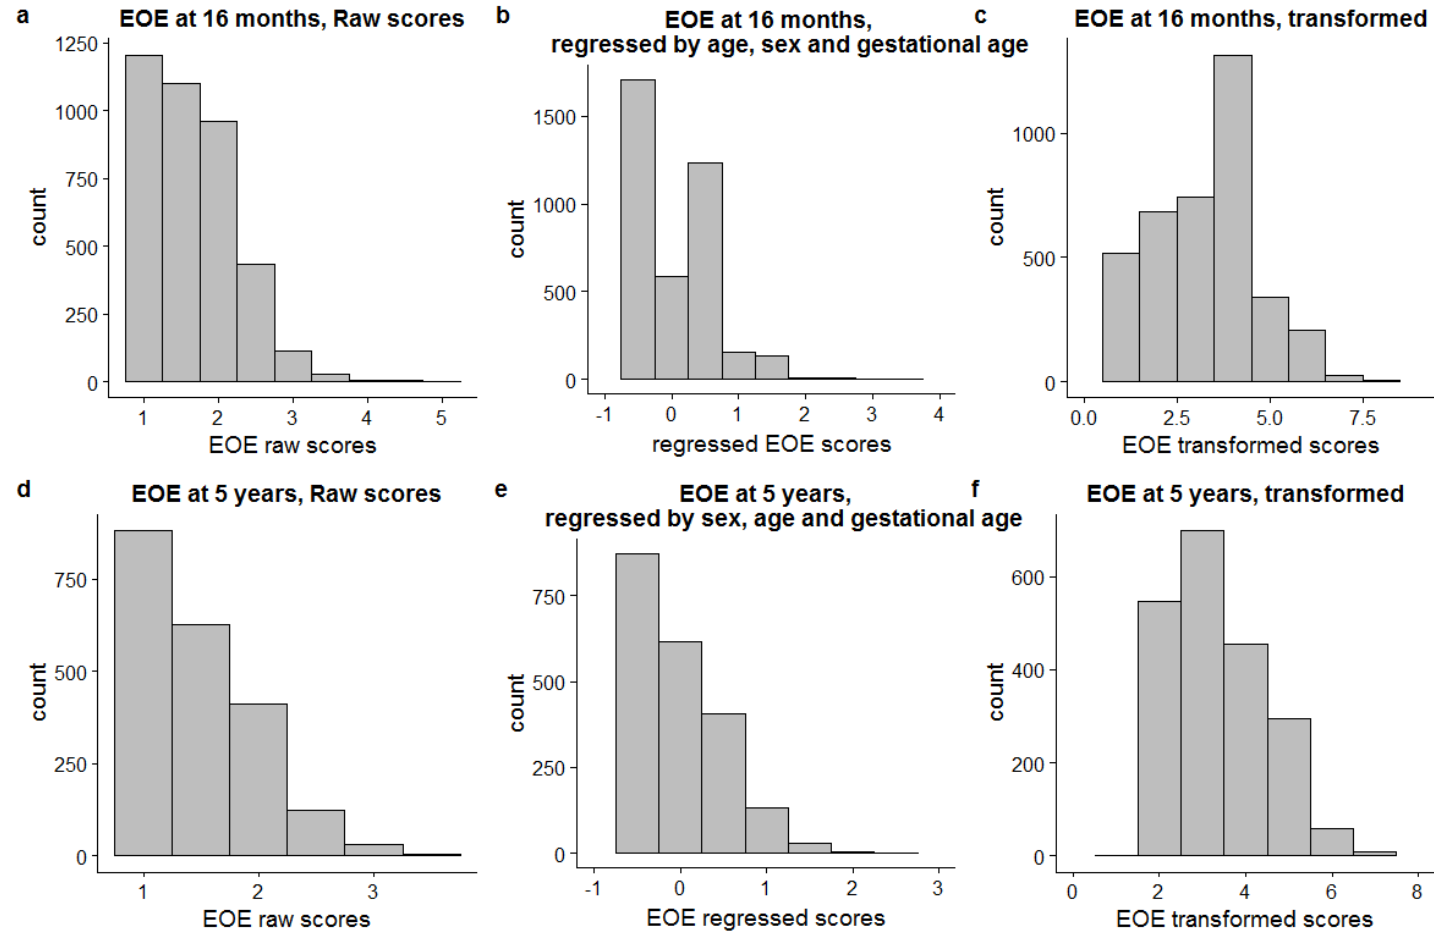 a
EOE at 16 months, Raw scores
1250
1000
750
500
250
0
count
1 2 3 4 5
EOE raw scores
b
EOE at 16 months,
regressed by age, sex and gestational age
1500
1000
500
0
count
-1 0 1 2 3 4
regressed EOE scores
c
EOE at 16 months, transformed
1000
500
0
count
0.0 2.5 5.0 7.5
EOE transformed scores
d
EOE at 5 years, Raw scores
750
500
250
0
count
1 2 3
EOE raw scores
e
EOE at 5 years,
regressed by sex, age and gestational age
750
500
250
0
count
-1 0 1 2 3
EOE regressed scores
f
EOE at 5 years, transformed
600
400
200
0
count
0 2 4 6 8
EOE transformed scores